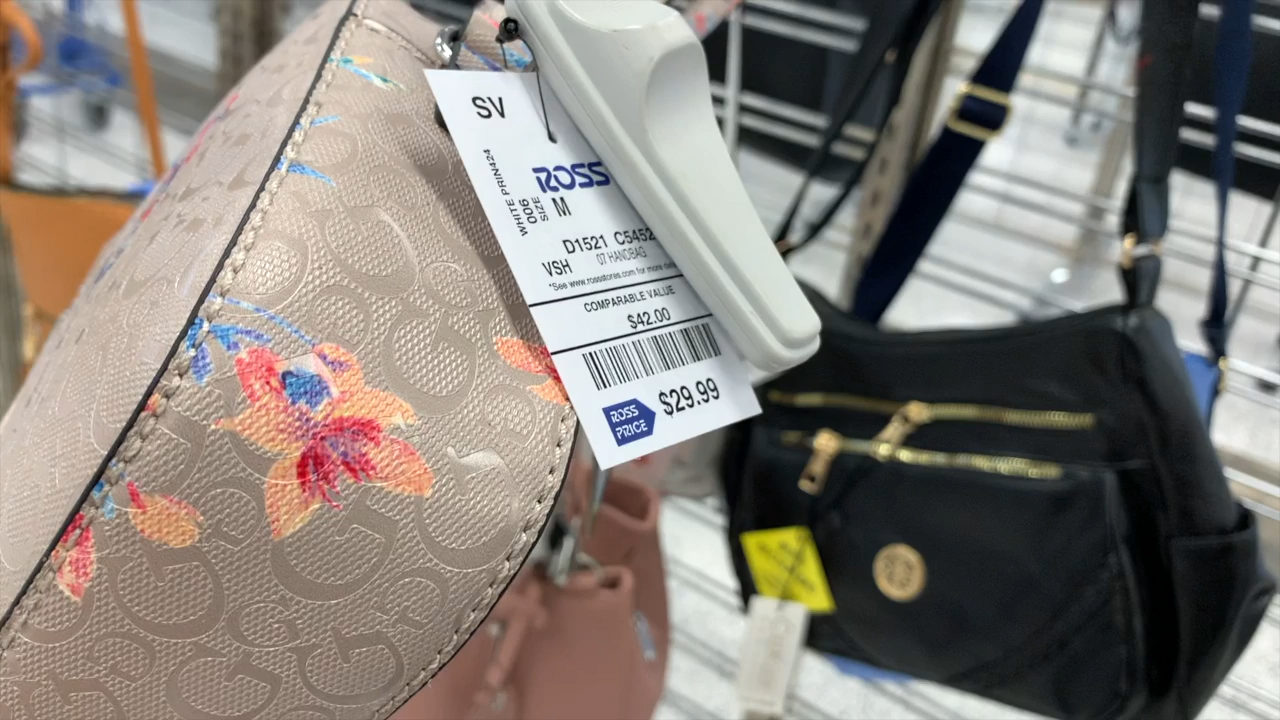 SV
ROSS
WHITE PRIN424
006
SIZE
M
D1521 C5452
VSH 07 HANDBAG
*See www.rossstores.com for more
COMPARABLE VALUE
$42.00
ROSS PRICE
$29.99